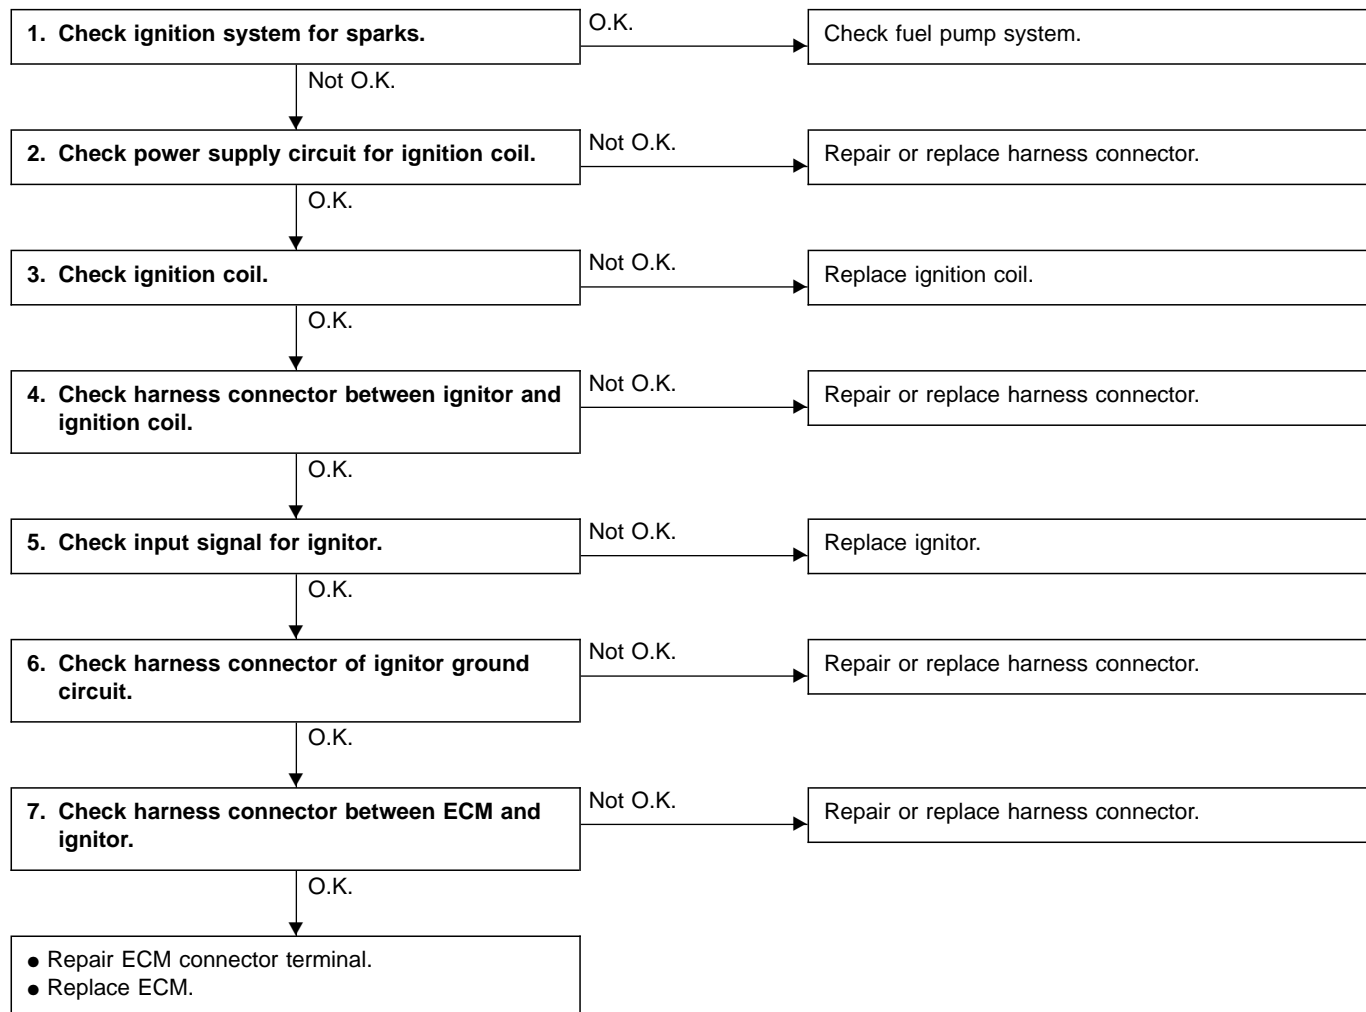 1. Check ignition system for sparks.
O.K.
Check fuel pump system.
Not O.K.
2. Check power supply circuit for ignition coil.
Not O.K.
Repair or replace harness connector.
O.K.
3. Check ignition coil.
Not O.K.
Replace ignition coil.
O.K.
4. Check harness connector between ignitor and
ignition coil.
Not O.K.
Repair or replace harness connector.
O.K.
5. Check input signal for ignitor.
Not O.K.
Replace ignitor.
O.K.
6. Check harness connector of ignitor ground
circuit.
Not O.K.
Repair or replace harness connector.
O.K.
7. Check harness connector between ECM and
ignitor.
Not O.K.
Repair or replace harness connector.
O.K.
● Repair ECM connector terminal.
● Replace ECM.